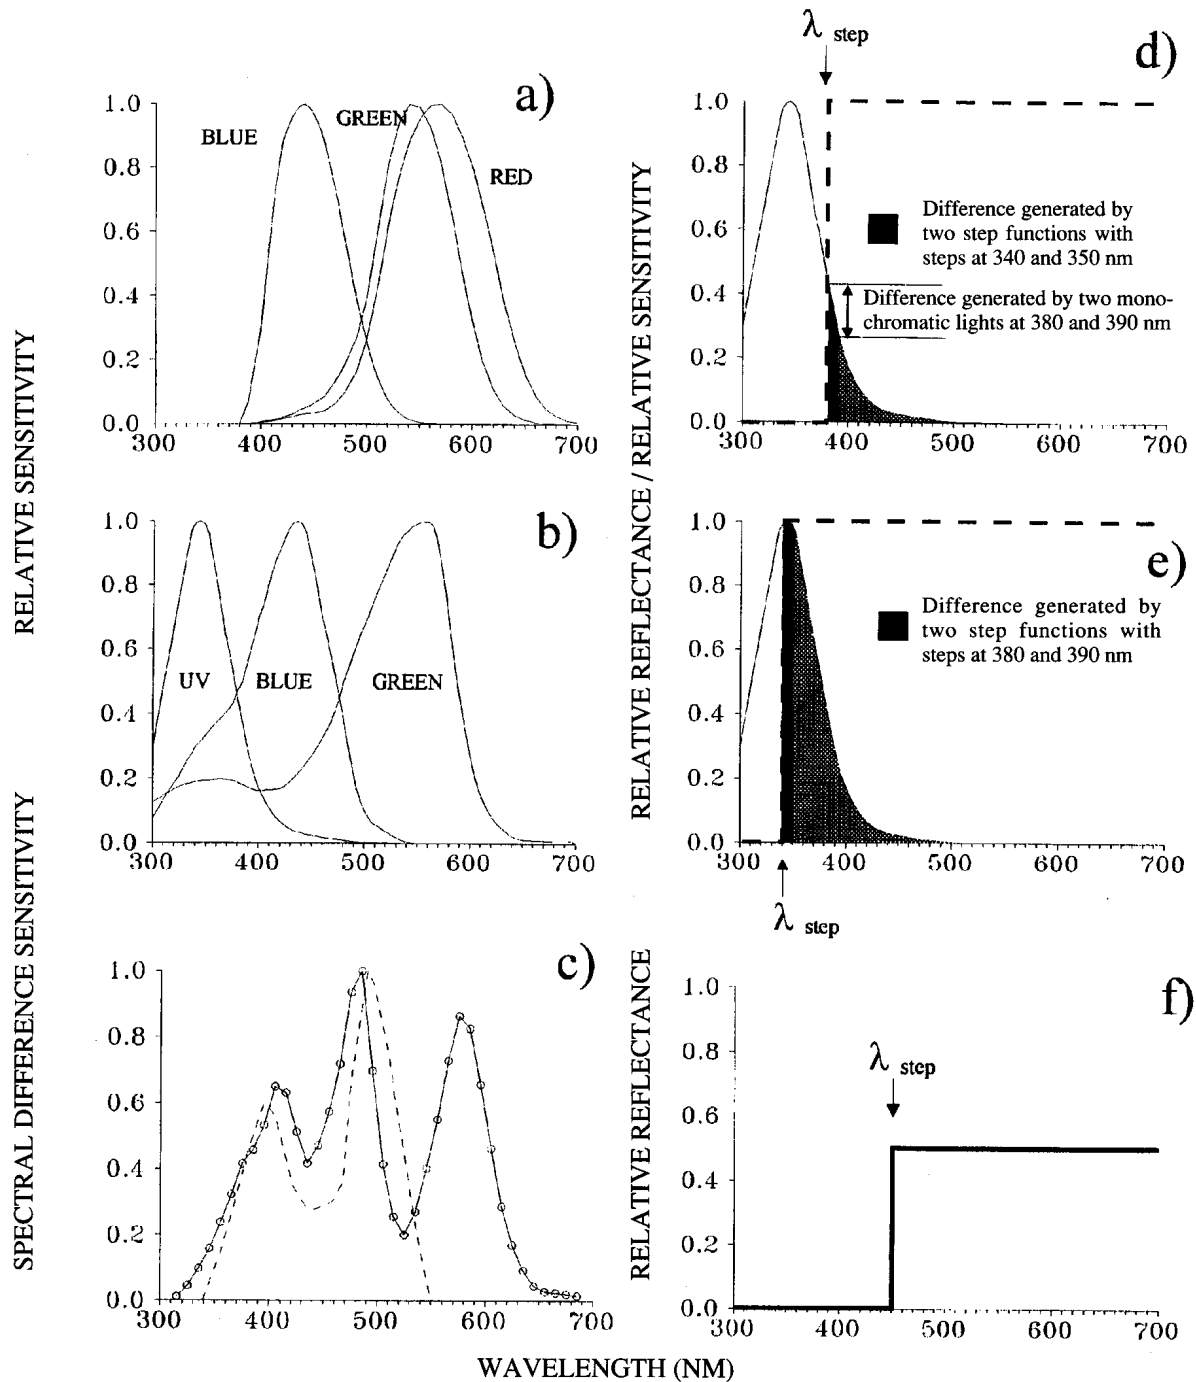 RELATIVE SENSITIVITY
SPECTRAL DIFFERENCE SENSITIVITY
a)
1.0
0.8
0.6
0.4
0.2
0.0
300 400 500 600 700
BLUE
GREEN
RED
b)
1.0
0.8
0.6
0.4
0.2
0.0
300 400 500 600 700
UV
BLUE
GREEN
c)
1.0
0.8
0.6
0.4
0.2
0.0
300 400 500 600 700
RELATIVE REFLECTANCE / RELATIVE SENSITIVITY
λ step
d)
1.0
0.8
0.6
0.4
0.2
0.0
300 400 500 600 700
Difference generated by
two step functions with
steps at 340 and 350 nm
Difference generated by two mono-
chromatic lights at 380 and 390 nm
e)
1.0
0.8
0.6
0.4
0.2
0.0
300 400 500 600 700
Difference generated by
two step functions with
steps at 380 and 390 nm
λ step
RELATIVE REFLECTANCE
f)
1.0
0.8
0.6
0.4
0.2
0.0
300 400 500 600 700
λ step
WAVELENGTH (NM)